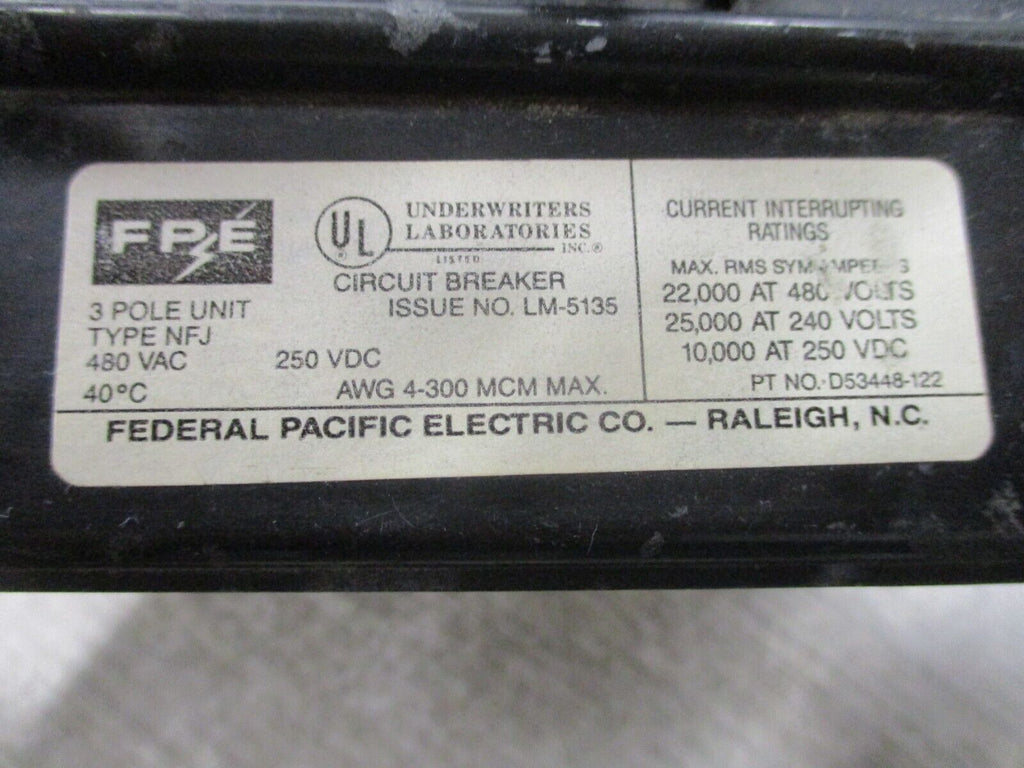 FPE
3 POLE UNIT
TYPE NFJ
480 VAC 250 VDC
40°C AWG 4-300 MCM MAX.
UL
UNDERWRITERS
LABORATORIES
INC.®
LISTED
CIRCUIT BREAKER
ISSUE NO. LM-5135
CURRENT INTERRUPTING
RATINGS
MAX. RMS SYM.
22,000 AT 480 VOLTS
25,000 AT 240 VOLTS
10,000 AT 250 VDC
PT NO. D53448-122
FEDERAL PACIFIC ELECTRIC CO. — RALEIGH, N.C.